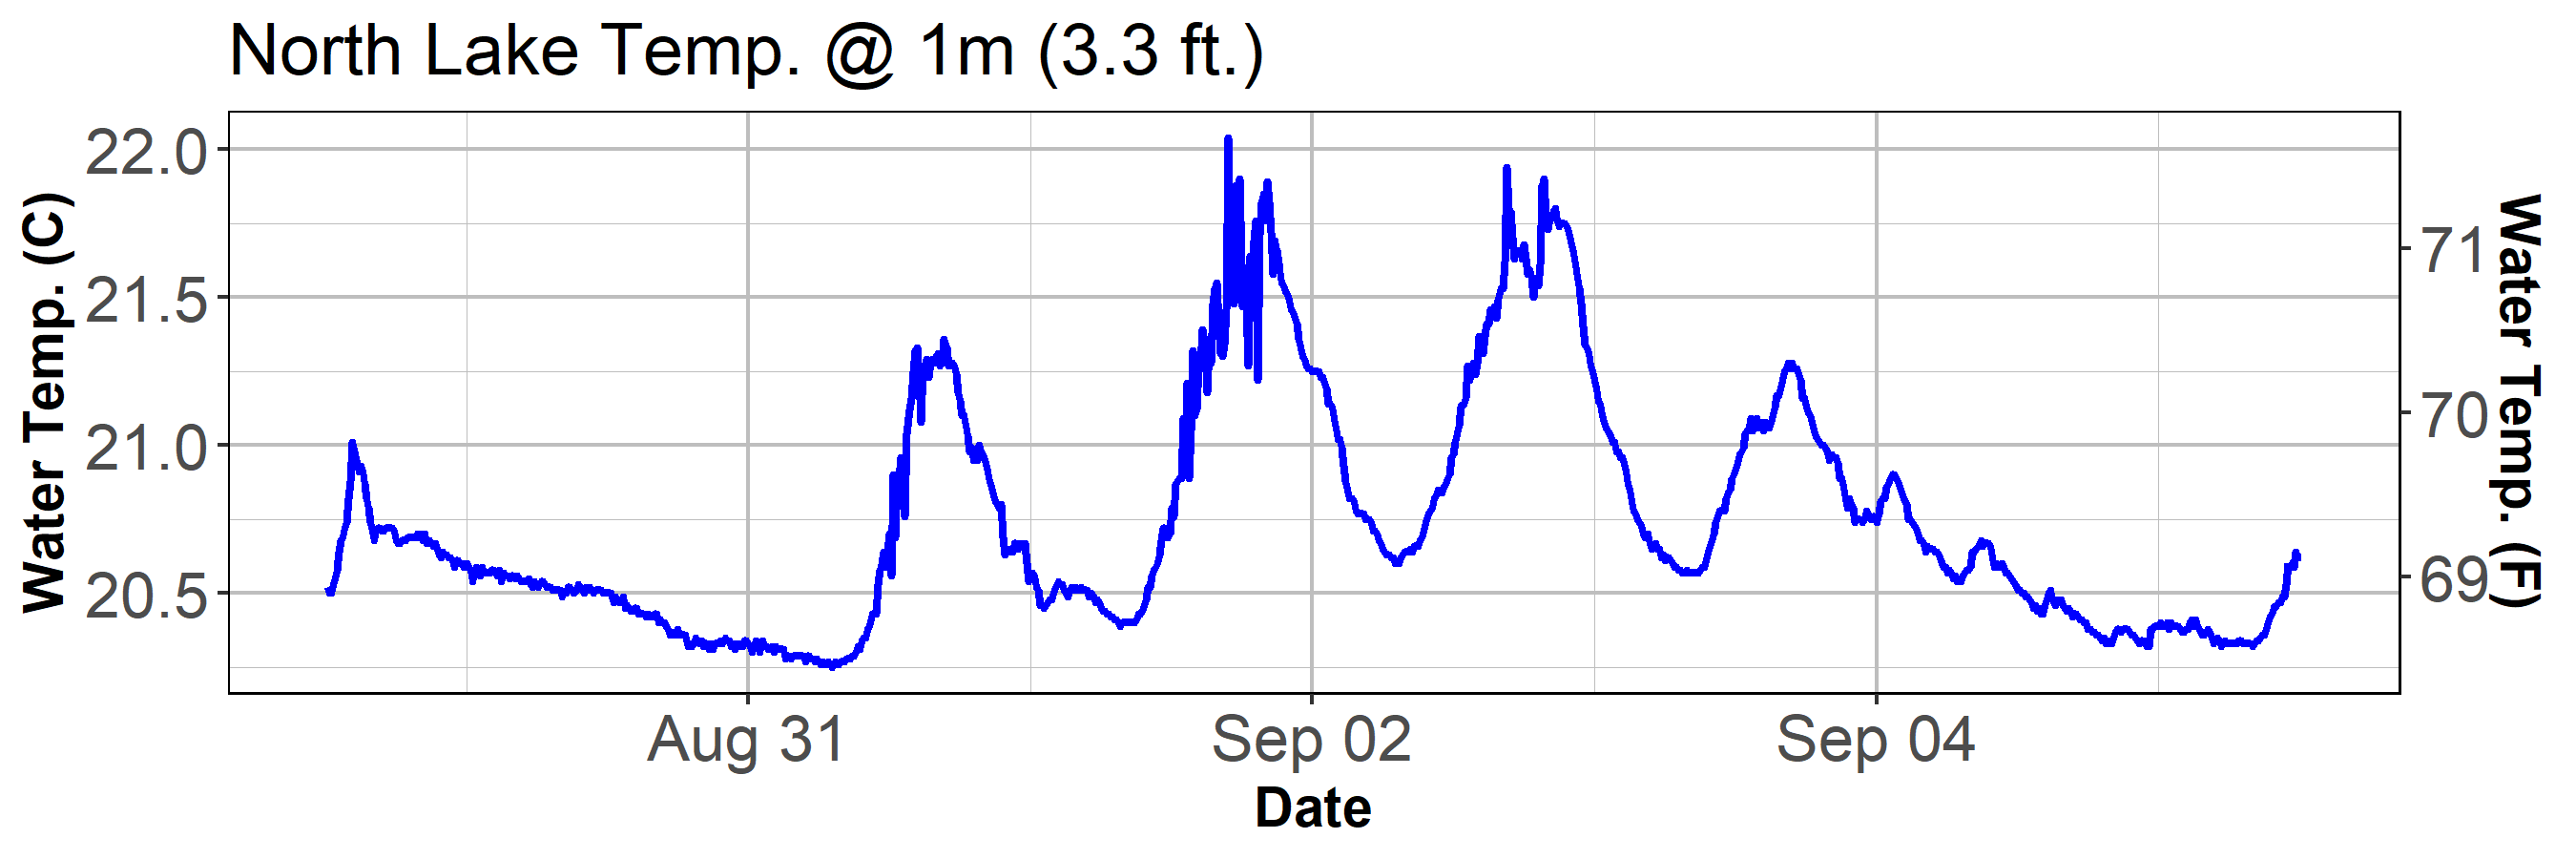 North Lake Temp. @ 1m (3.3 ft.)
Water Temp. (C)
22.0
21.5
21.0
20.5
71
70
69
Water Temp. (F)
Aug 31
Sep 02
Sep 04
Date